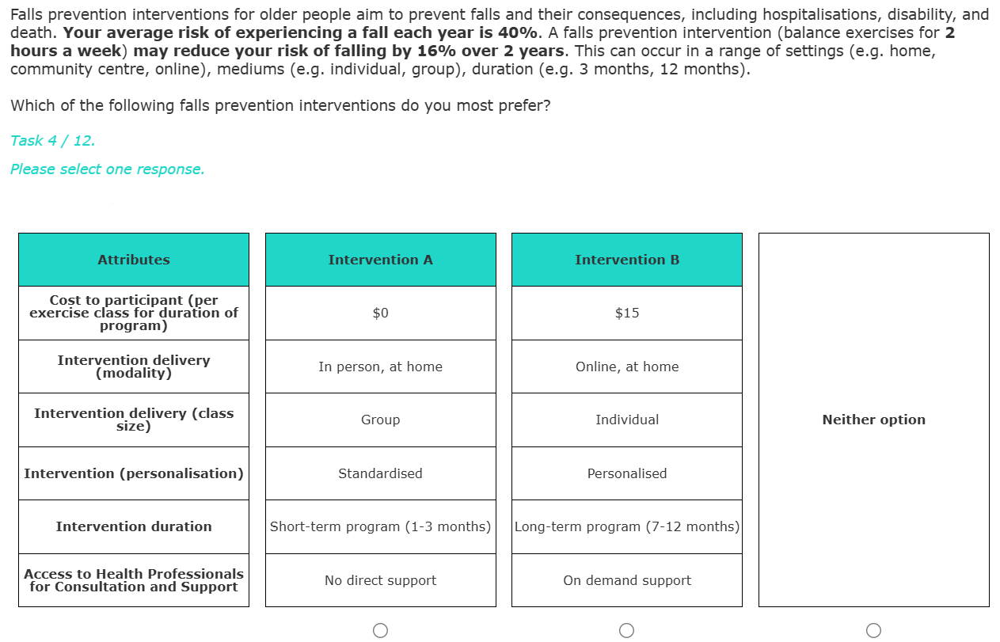 Falls prevention interventions for older people aim to prevent falls and their consequences, including hospitalisations, disability, and
death. Your average risk of experiencing a fall each year is 40%. A falls prevention intervention (balance exercises for 2
hours a week) may reduce your risk of falling by 16% over 2 years. This can occur in a range of settings (e.g. home,
community centre, online), mediums (e.g. individual, group), duration (e.g. 3 months, 12 months).
Which of the following falls prevention interventions do you most prefer?
Task 4 / 12.
Please select one response.
Attributes
Intervention A
Intervention B
Cost to participant (per
exercise class for duration of
program)
$0
$15
Intervention delivery
(modality)
In person, at home
Online, at home
Intervention delivery (class
size)
Group
Individual
Neither option
Intervention (personalisation)
Standardised
Personalised
Intervention duration
Short-term program (1-3 months)
Long-term program (7-12 months)
Access to Health Professionals
for Consultation and Support
No direct support
On demand support